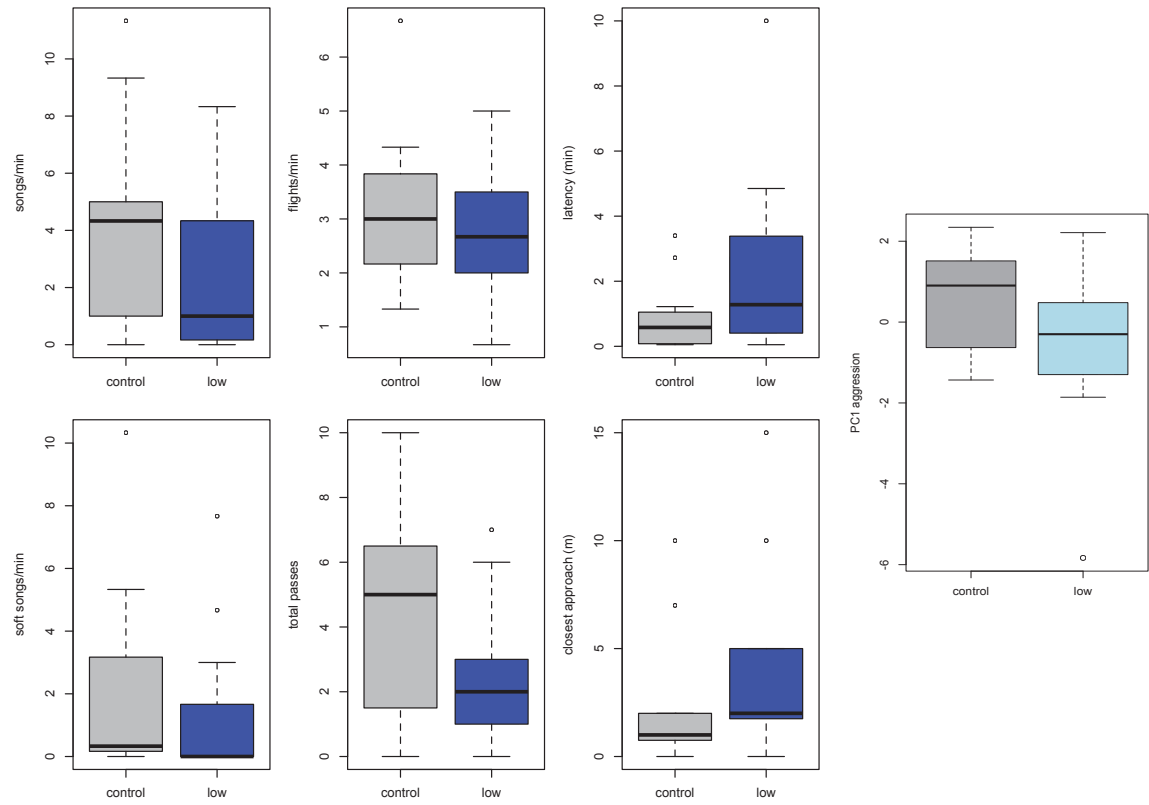 songs/min
10
8
6
4
2
0
control low
flights/min
6
5
4
3
2
1
control low
latency (min)
10
8
6
4
2
0
control low
soft songs/min
10
8
6
4
2
0
control low
total passes
10
8
6
4
2
0
control low
closest approach (m)
15
10
5
0
control low
PC1 aggression
2
0
-2
-4
-6
control low